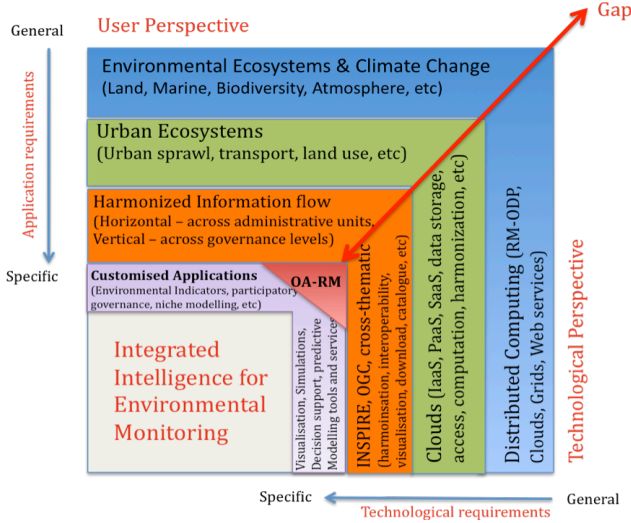 User Perspective
Gap
General
Application requirements
Specific
Environmental Ecosystems & Climate Change
(Land, Marine, Biodiversity, Atmosphere, etc)
Urban Ecosystems
(Urban sprawl, transport, land use, etc)
Harmonized Information flow
(Horizontal – across administrative units,
Vertical – across governance levels)
Customised Applications
(Environmental Indicators, participatory
governance, niche modelling, etc)
OA-RM
Integrated
Intelligence for
Environmental
Monitoring
Visualisation, Simulations,
Decision support, predictive
Modelling tools and services
INSPIRE, OGC, cross-thematic
(harmoinsation, interoperability,
visualisation, download, catalogue, etc)
Clouds (IaaS, PaaS, SaaS, data storage,
access, computation, harmonization, etc)
Distributed Computing (RM-ODP,
Clouds, Grids, Web services)
Technological Perspective
Specific
General
Technological requirements